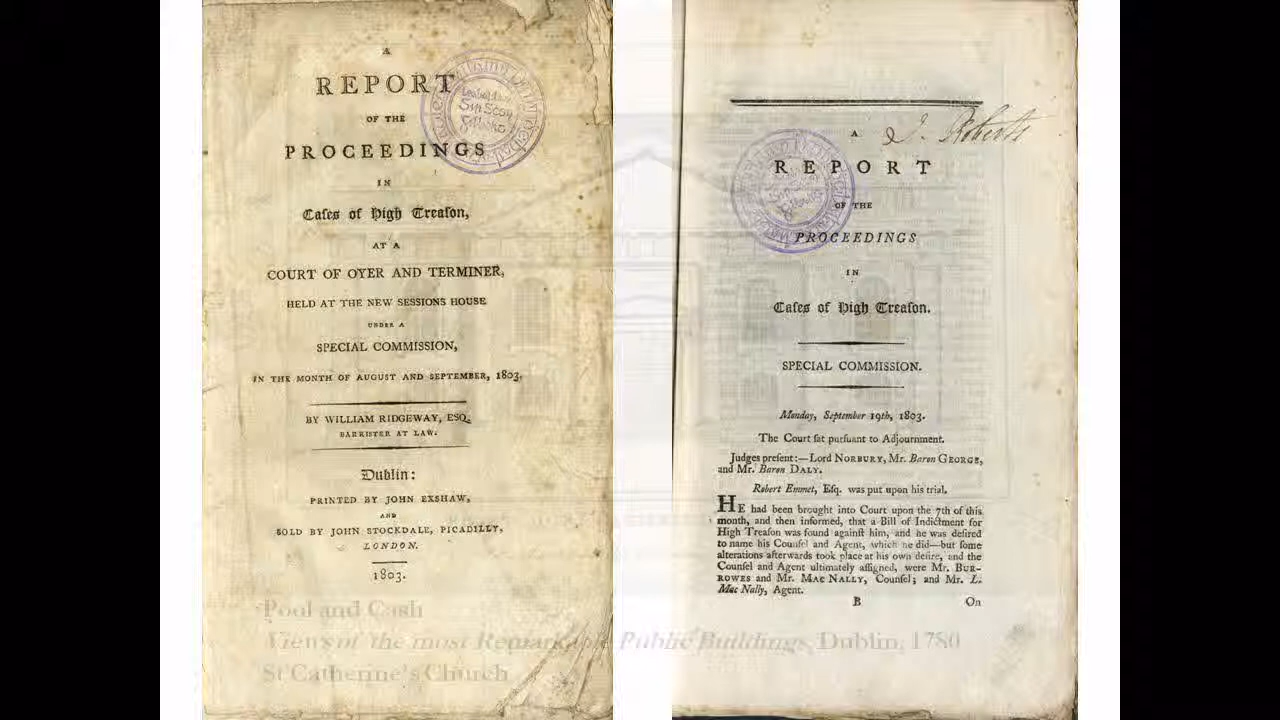 A
REPORT
OF THE
PROCEEDINGS
IN
Caſes of High Treaſon,
AT A
COURT OF OYER AND TERMINER,
HELD AT THE NEW SESSIONS HOUSE
UNDER A
SPECIAL COMMISSION,
IN THE MONTH OF AUGUST AND SEPTEMBER, 1803.
BY WILLIAM RIDGEWAY, ESQ.
BARRISTER AT LAW.
Dublin:
PRINTED BY JOHN EXSHAW,
AND
SOLD BY JOHN STOCKDALE, PICADILLY,
LONDON.
1803.
A
J. Roberts
REPORT
OF THE
PROCEEDINGS
IN
Caſes of High Treaſon.
SPECIAL COMMISSION.
Monday, September 19th, 1803.
The Court ſat purſuant to Adjournment.
Judges preſent:—Lord NORBURY, Mr. Baron GEORGE,
and Mr. Baron DALY.
Robert Emmet, Eſq. was put upon his trial.
HE had been brought into Court upon the 7th of this
month, and then informed, that a Bill of Indictment for
High Treaſon was found againſt him, and he was deſired
to name his Counſel and Agent, which he did—but ſome
alterations afterwards took place at his own deſire, and the
Counſel and Agent ultimately aſſigned, were Mr. BUR-
ROWES and Mr. MAC NALLY, Counſel; and Mr. L.
Mac Nally, Agent.
B On
Pool and Cash
Views of the most Remarkable Public Buildings, Dublin, 1780
St Catherine's Church